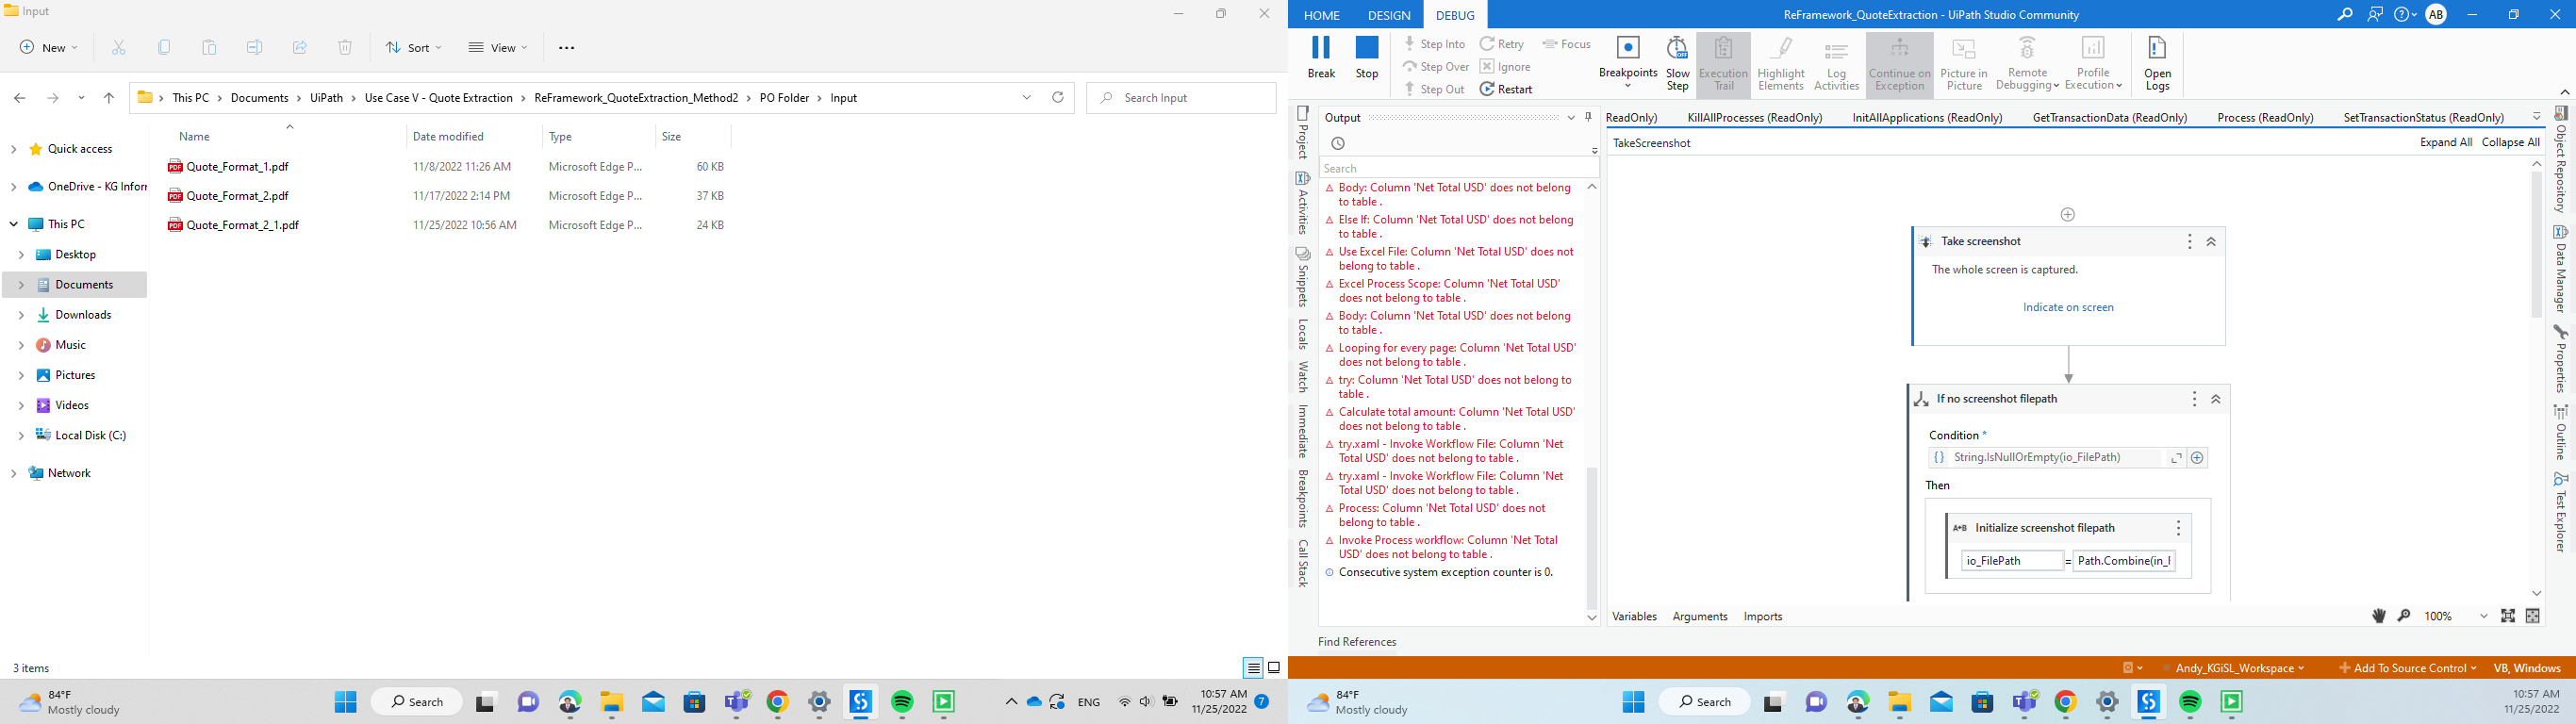 Input
New
Sort
View
This PC > Documents > UiPath > Use Case V - Quote Extraction > ReFramework_QuoteExtraction_Method2 > PO Folder > Input
Search Input
Name Date modified Type Size
Quote_Format_1.pdf 11/8/2022 11:26 AM Microsoft Edge P... 60 KB
Quote_Format_2.pdf 11/17/2022 2:14 PM Microsoft Edge P... 37 KB
Quote_Format_2_1.pdf 11/25/2022 10:56 AM Microsoft Edge P... 24 KB
Quick access
OneDrive - KG Infor
This PC
Desktop
Documents
Downloads
Music
Pictures
Videos
Local Disk (C:)
Network
3 items
84°F
Mostly cloudy
Search
ENG
10:57 AM
11/25/2022
7
HOME DESIGN DEBUG
ReFramework_QuoteExtraction - UiPath Studio Community
AB
Break
Stop
Step Into
Step Over
Step Out
Retry
Ignore
Restart
Focus
Breakpoints
Slow
Step
OFF
Execution
Trail
Highlight
Elements
Log
Activities
Continue on
Exception
Picture in
Picture
Remote
Debugging
Profile
Execution
Open
Logs
Project
Activities
Snippets
Locals
Watch
Immediate
Breakpoints
Call Stack
Output
Search
Body: Column 'Net Total USD' does not belong
to table .
Else If: Column 'Net Total USD' does not belong
to table .
Use Excel File: Column 'Net Total USD' does not
belong to table .
Excel Process Scope: Column 'Net Total USD'
does not belong to table .
Body: Column 'Net Total USD' does not belong
to table .
Looping for every page: Column 'Net Total USD'
does not belong to table .
try: Column 'Net Total USD' does not belong to
table .
Calculate total amount: Column 'Net Total USD'
does not belong to table .
try.xaml - Invoke Workflow File: Column 'Net
Total USD' does not belong to table .
try.xaml - Invoke Workflow File: Column 'Net
Total USD' does not belong to table .
Process: Column 'Net Total USD' does not
belong to table .
Invoke Process workflow: Column 'Net Total
USD' does not belong to table .
Consecutive system exception counter is 0.
Find References
ReadOnly) KillAllProcesses (ReadOnly) InitAllApplications (ReadOnly) GetTransactionData (ReadOnly) Process (ReadOnly) SetTransactionStatus (ReadOnly)
TakeScreenshot
Expand All Collapse All
Take screenshot
The whole screen is captured.
Indicate on screen
If no screenshot filepath
Condition *
String.IsNullOrEmpty(io_FilePath)
Then
A*B Initialize screenshot filepath
io_FilePath = Path.Combine(in_F
Variables Arguments Imports
100%
Object Repository
Data Manager
Properties
Outline
Test Explorer
Andy_KGiSL_Workspace
Add To Source Control
VB, Windows
84°F
Mostly cloudy
Search
10:57 AM
11/25/2022